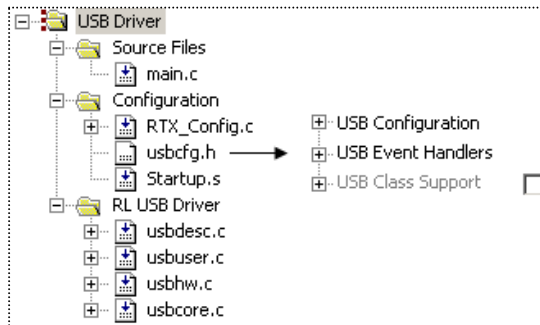 USB Driver
Source Files
main.c
Configuration
RTX_Config.c
USB Configuration
usbcfg.h
USB Event Handlers
Startup.s
USB Class Support
RL USB Driver
usbdesc.c
usbuser.c
usbhw.c
usbcore.c